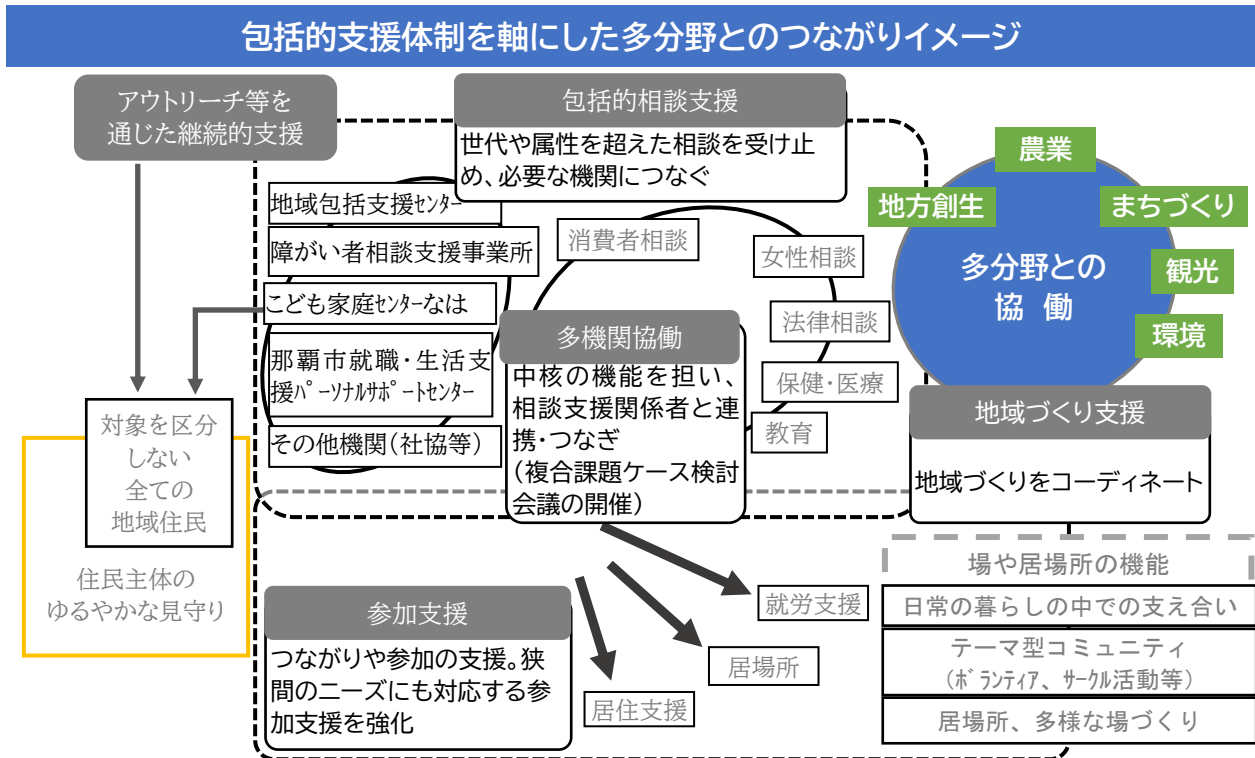 包括的支援体制を軸にした多分野とのつながりイメージ
アウトリーチ等を
通じた継続的支援
包括的相談支援
世代や属性を超えた相談を受け止
め、必要な機関につなぐ
地域包括支援センター
障がい者相談支援事業所
こども家庭ｾﾝﾀｰなは
那覇市就職・生活支
援ﾊﾟｰｿﾅﾙｻﾎﾟｰﾄｾﾝﾀｰ
その他機関（社協等）
消費者相談
女性相談
法律相談
保健・医療
教育
多機関協働
中核の機能を担い、
相談支援関係者と連
携・つなぎ
（複合課題ケース検討
会議の開催）
農業
地方創生
まちづくり
観光
環境
多分野との
協 働
地域づくり支援
地域づくりをコーディネート
対象を区分
しない
全ての
地域住民
住民主体の
ゆるやかな見守り
参加支援
つながりや参加の支援。狭
間のニーズにも対応する参
加支援を強化
就労支援
居場所
居住支援
場や居場所の機能
日常の暮らしの中での支え合い
テーマ型コミュニティ
（ﾎﾞﾗﾝﾃｨｱ、ｻｰｸﾙ活動等）
居場所、多様な場づくり